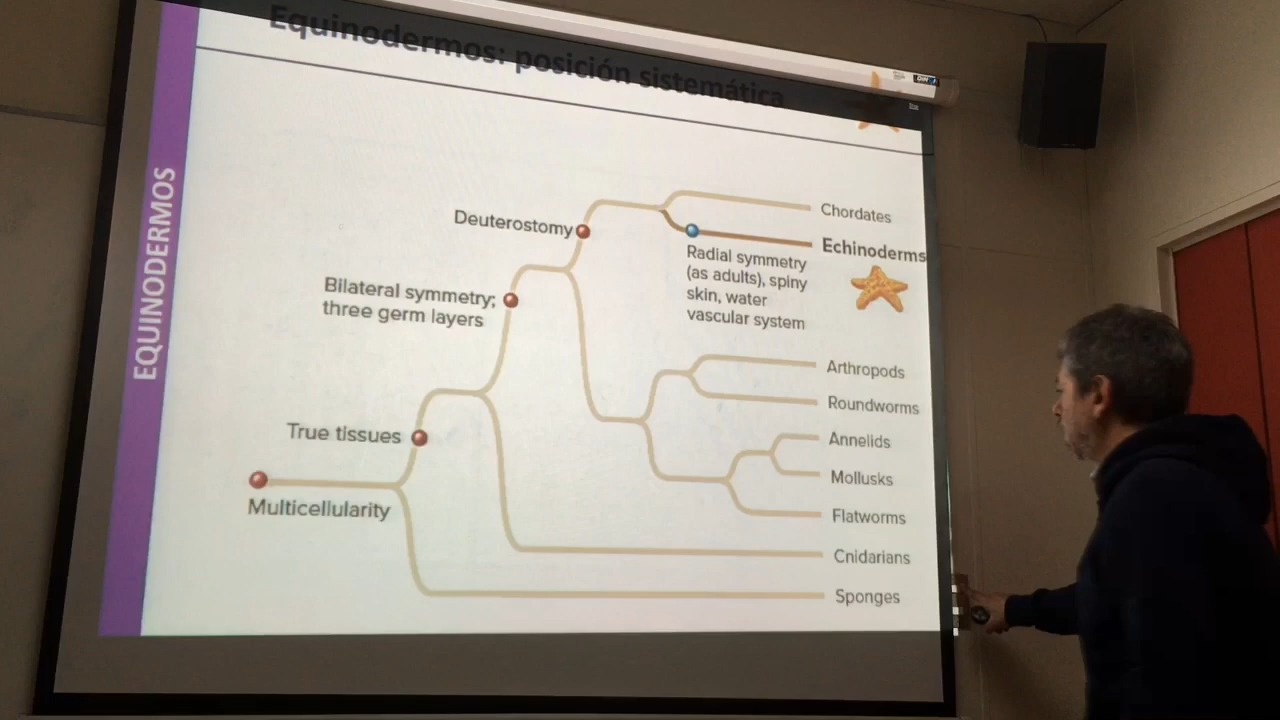 Equinodermos: posición sistemática
EQUINODERMOS
Deuterostomy
Chordates
Echinoderms
Radial symmetry
(as adults), spiny
skin, water
vascular system
Bilateral symmetry;
three germ layers
Arthropods
Roundworms
Annelids
Mollusks
Flatworms
True tissues
Multicellularity
Cnidarians
Sponges